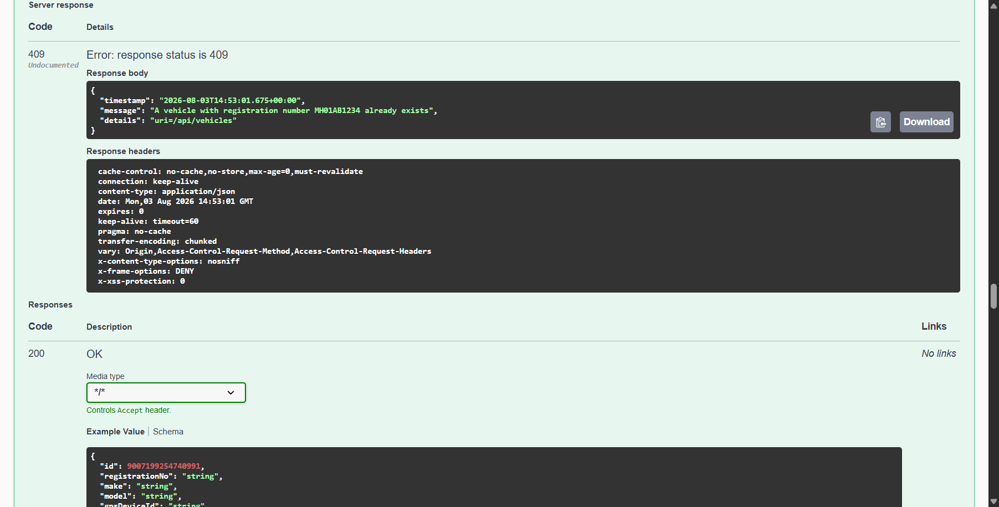 Server response
Code Details
409 Error: response status is 409
Undocumented
Response body
{
  "timestamp": "2026-08-03T14:53:01.675+00:00",
  "message": "A vehicle with registration number MH01AB1234 already exists",
  "details": "uri=/api/vehicles"
}
Download
Response headers
cache-control: no-cache,no-store,max-age=0,must-revalidate
connection: keep-alive
content-type: application/json
date: Mon,03 Aug 2026 14:53:01 GMT
expires: 0
keep-alive: timeout=60
pragma: no-cache
transfer-encoding: chunked
vary: Origin,Access-Control-Request-Method,Access-Control-Request-Headers
x-content-type-options: nosniff
x-frame-options: DENY
x-xss-protection: 0
Responses
Code Description Links
200 OK No links
Media type
*/*
Controls Accept header.
Example Value | Schema
{
  "id": 9007199254740991,
  "registrationNo": "string",
  "make": "string",
  "model": "string",
  "gpsDeviceId": "string"